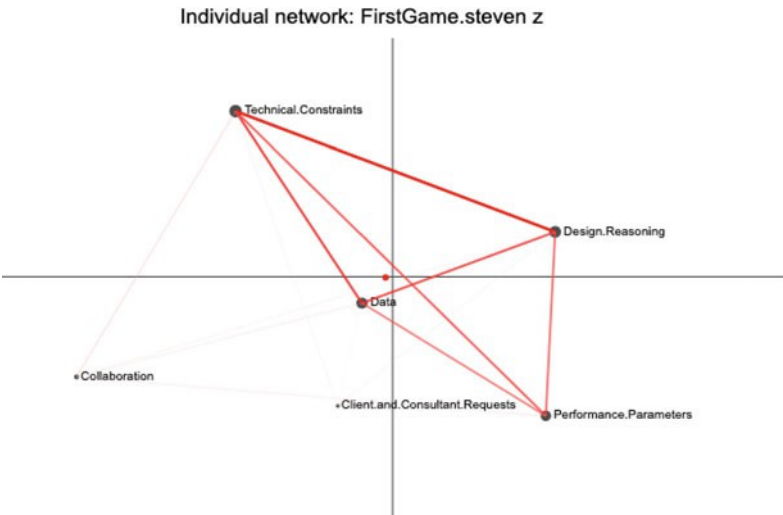 Individual network: FirstGame.steven z
Technical.Constraints
Design.Reasoning
Data
Collaboration
Client.and.Consultant.Requests
Performance.Parameters